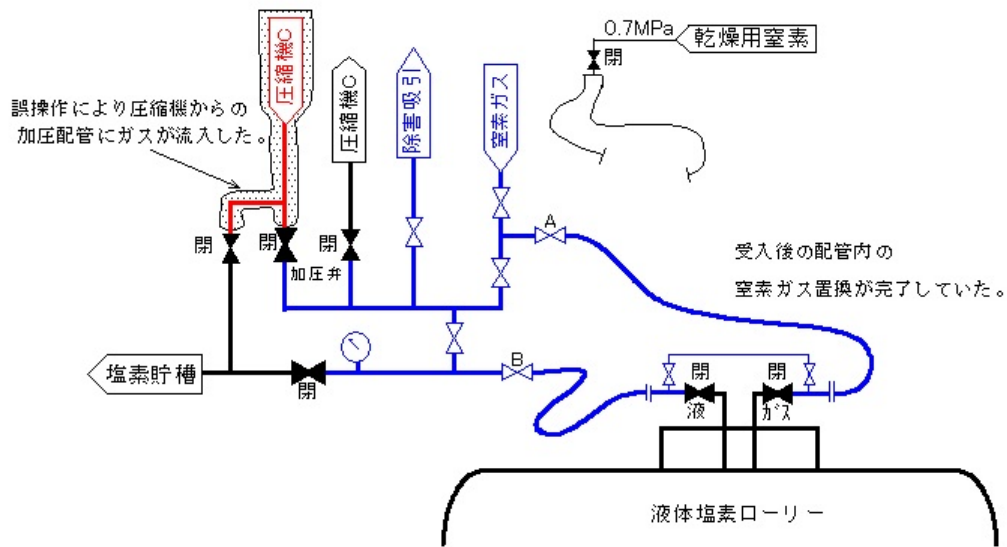 0.7MPa
乾燥用窒素
閉
圧縮機C
圧縮機C
除害吸引
窒素ガス
誤操作により圧縮機からの
加圧配管にガスが流入した。
A
閉
閉
閉
加圧弁
受入後の配管内の
窒素ガス置換が完了していた。
塩素貯槽
閉
B
閉
閉
液
ガス
液体塩素ローリー